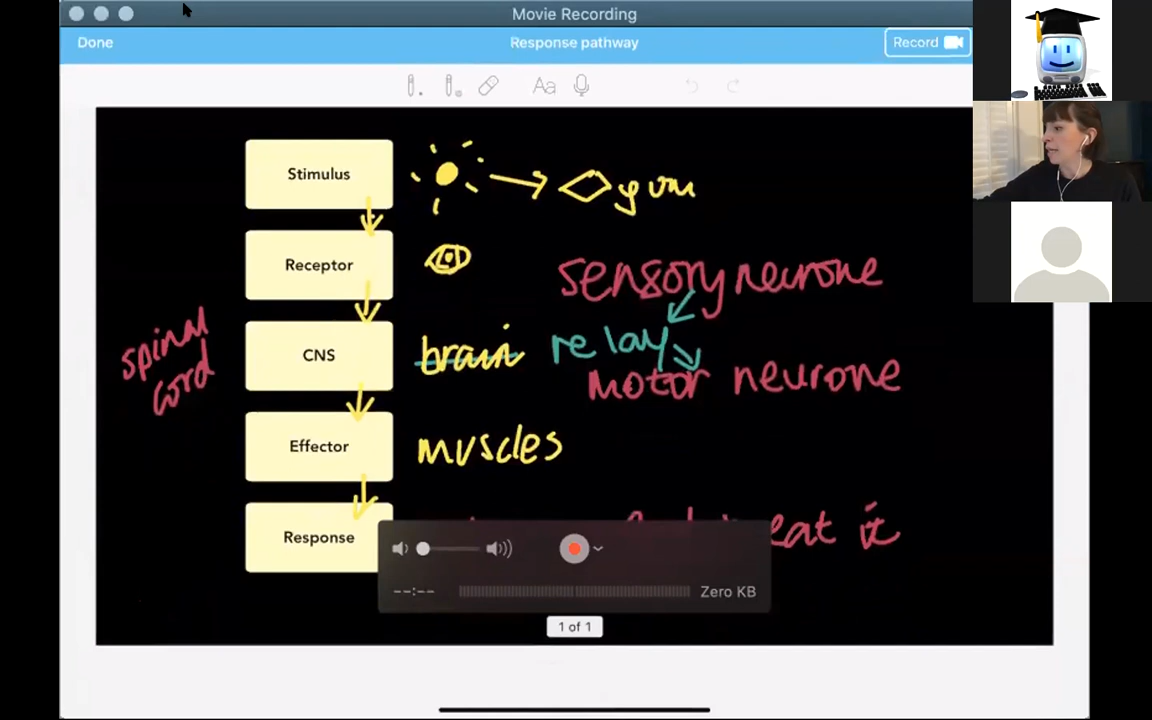 Movie Recording
Done
Response pathway
Record
Aa
Stimulus
Receptor
sensory neurone
spinal cord
CNS
brain
relay
motor neurone
Effector
muscles
Response
eat it
--:--
Zero KB
1 of 1